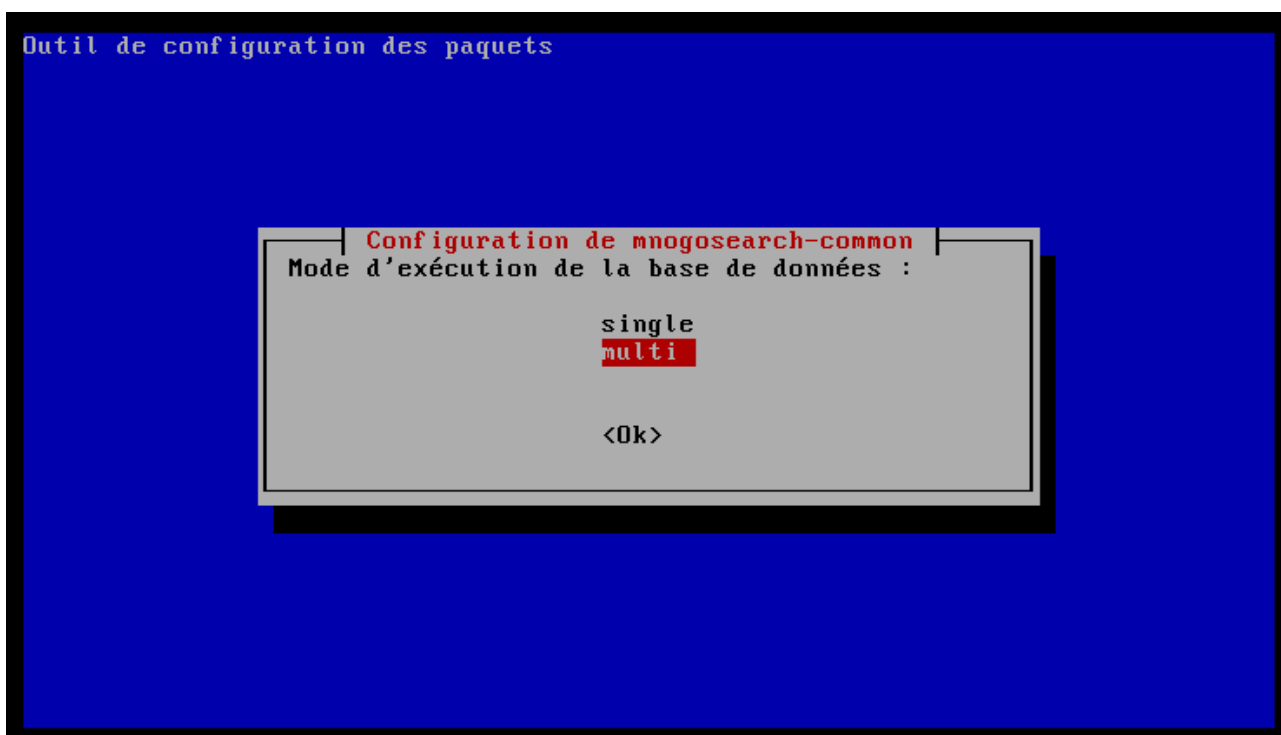 Outil de configuration des paquets
Configuration de mnogosearch-common
Mode d'exécution de la base de données :
single
multi
<Ok>